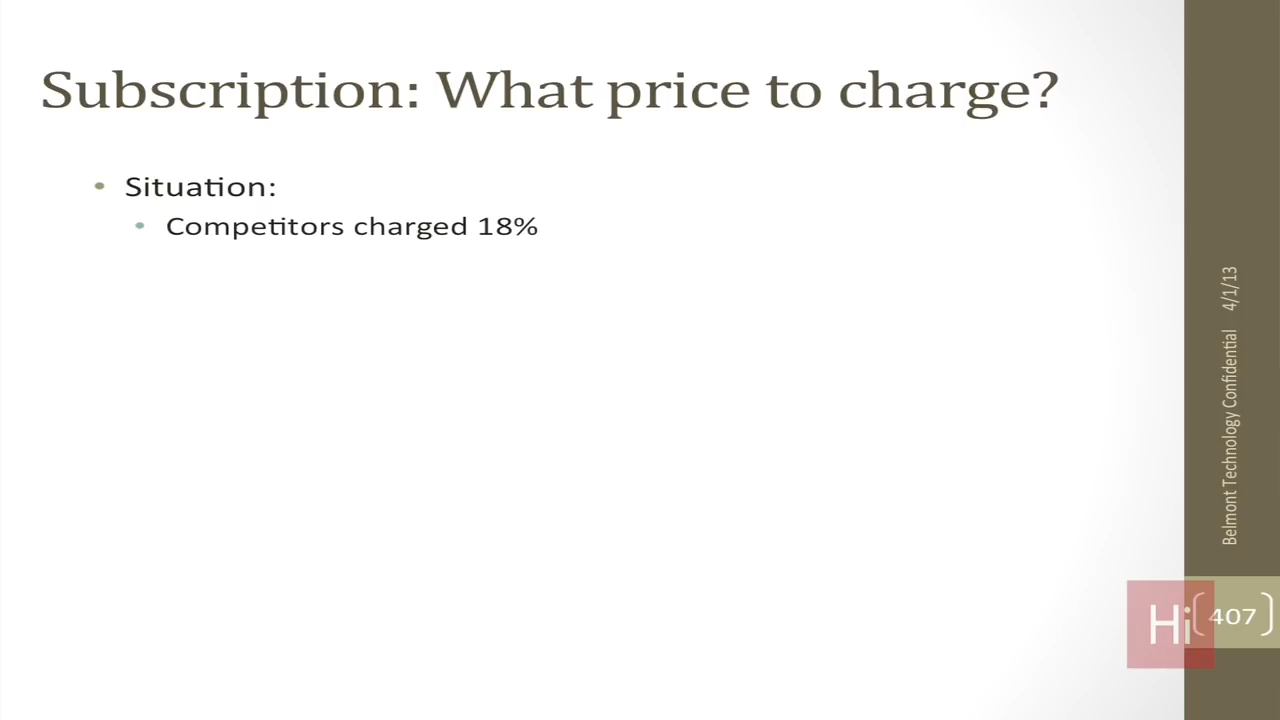 Subscription: What price to charge?
• Situation:
• Competitors charged 18%
Belmont Technology Confidential 4/1/13
Hi
407